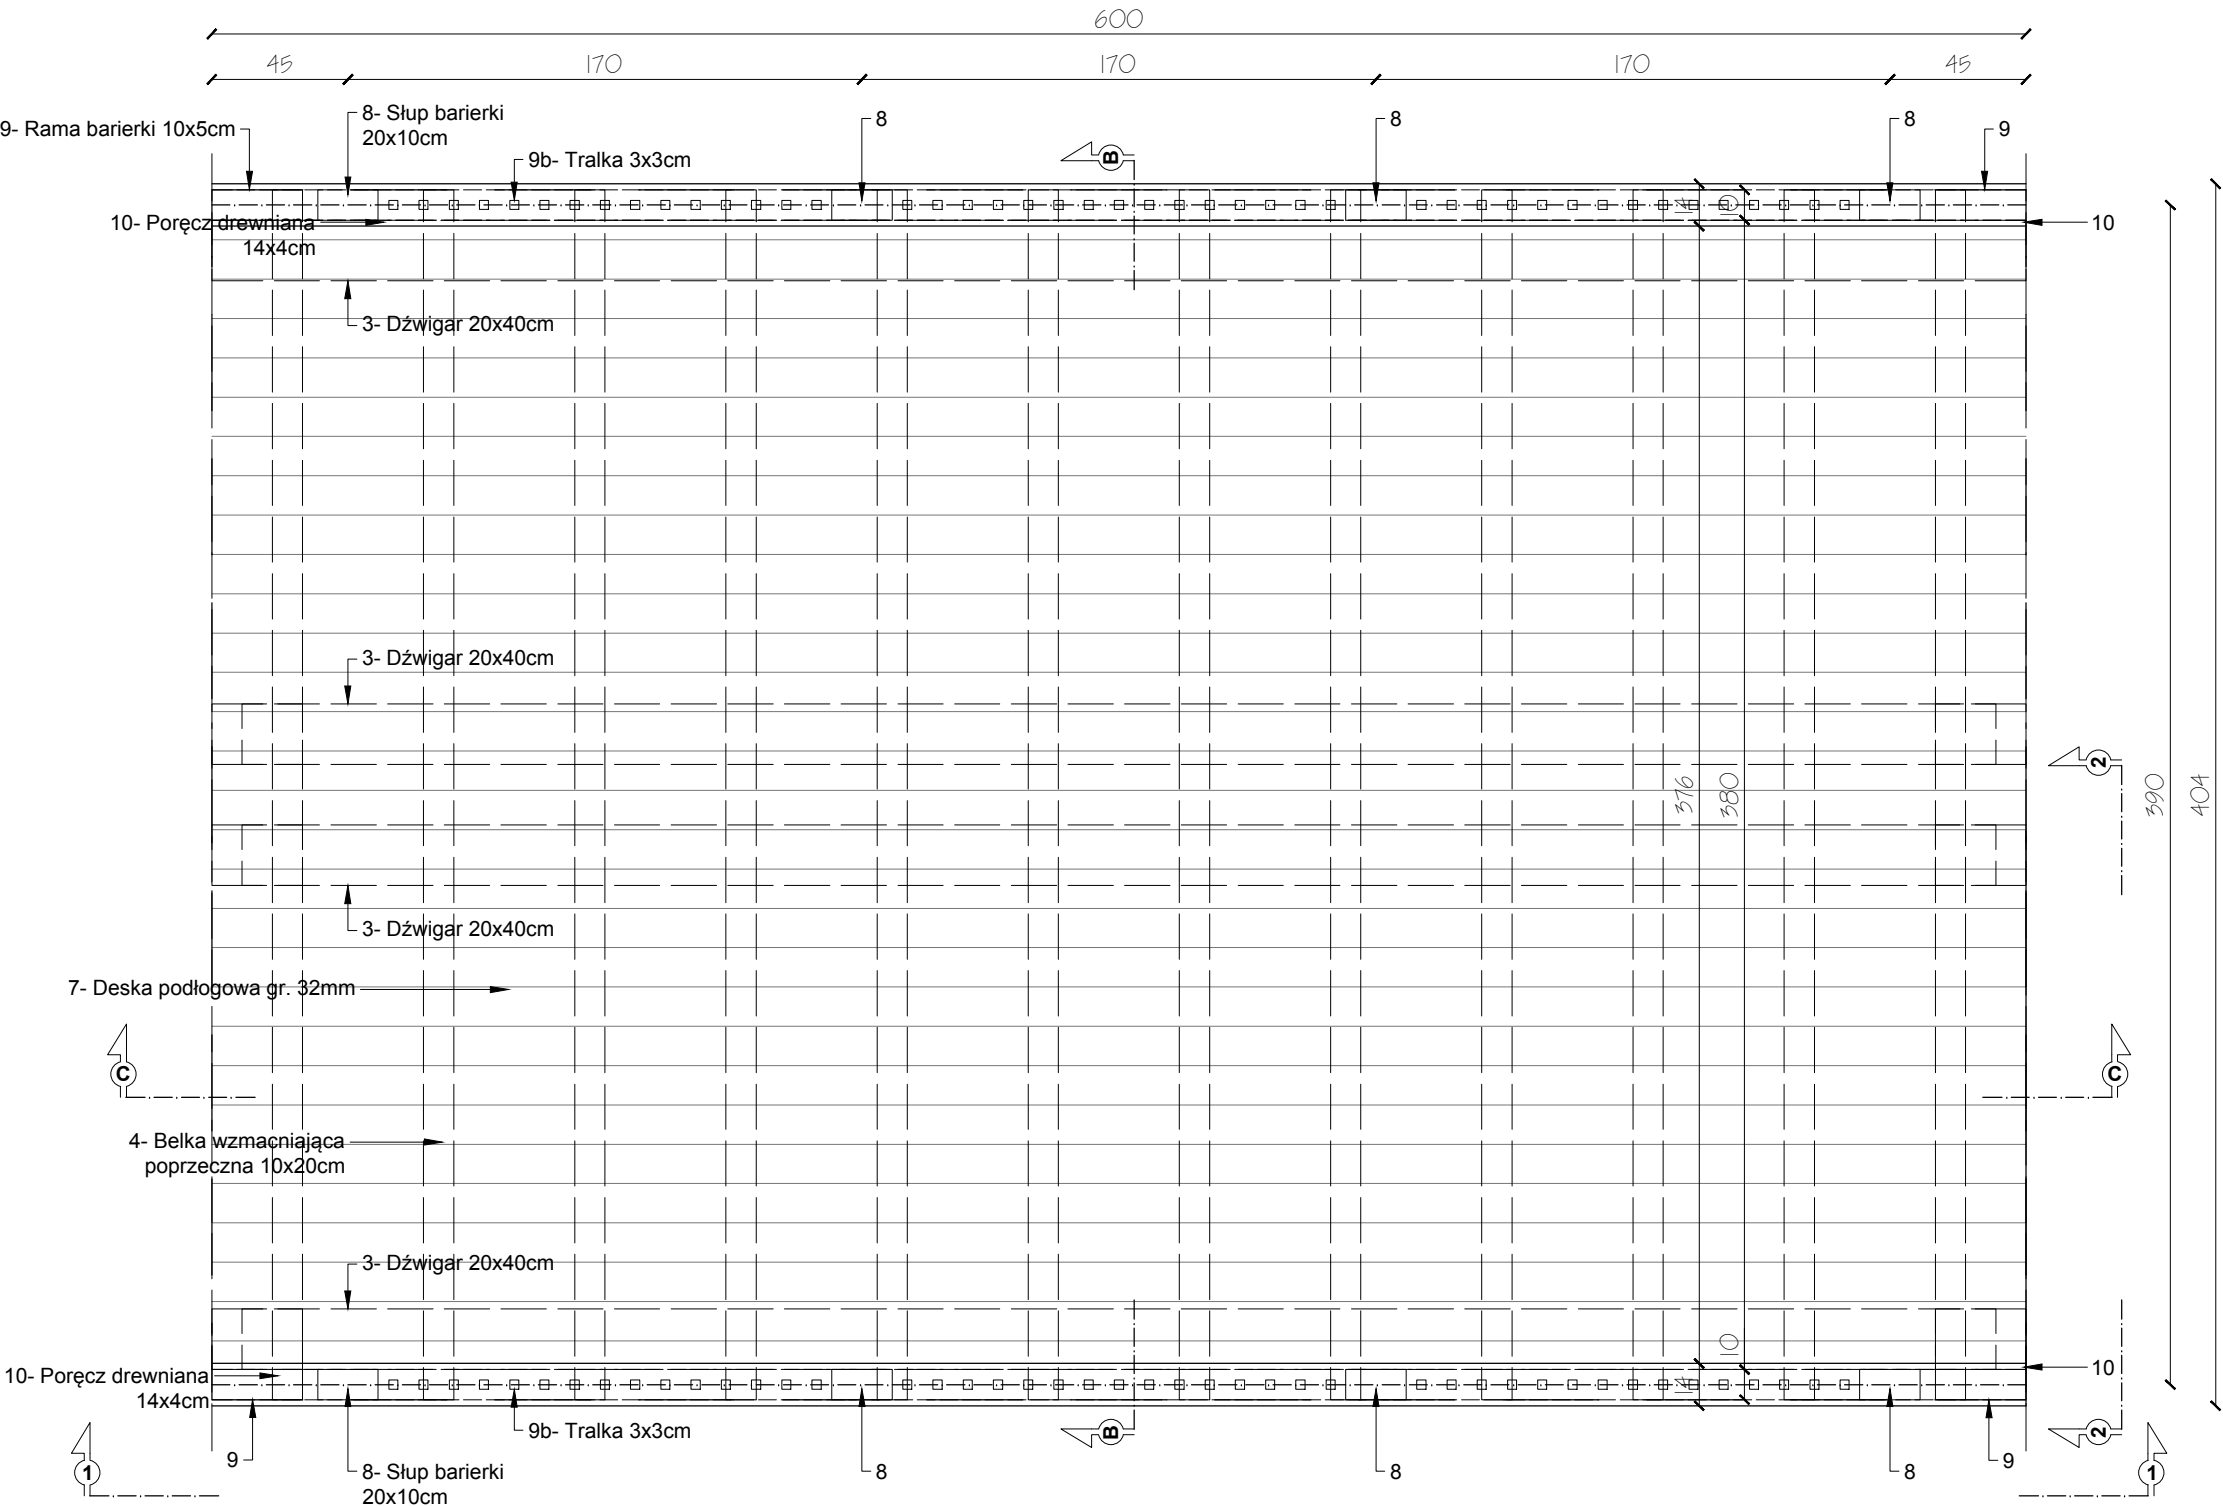 600
45
170
170
170
45
9- Rama barierki 10x5cm
8- Słup barierki
20x10cm
8
8
8
9
9b- Tralka 3x3cm
B
10- Poręcz drewniana
14x4cm
14
10
10
3- Dźwigar 20x40cm
3- Dźwigar 20x40cm
2
376
380
390
404
3- Dźwigar 20x40cm
7- Deska podłogowa gr. 32mm
C
C
4- Belka wzmacniająca
poprzeczna 10x20cm
3- Dźwigar 20x40cm
10
10- Poręcz drewniana
14x4cm
14
10
9b- Tralka 3x3cm
B
2
9
8- Słup barierki
20x10cm
8
8
8
9
1
1